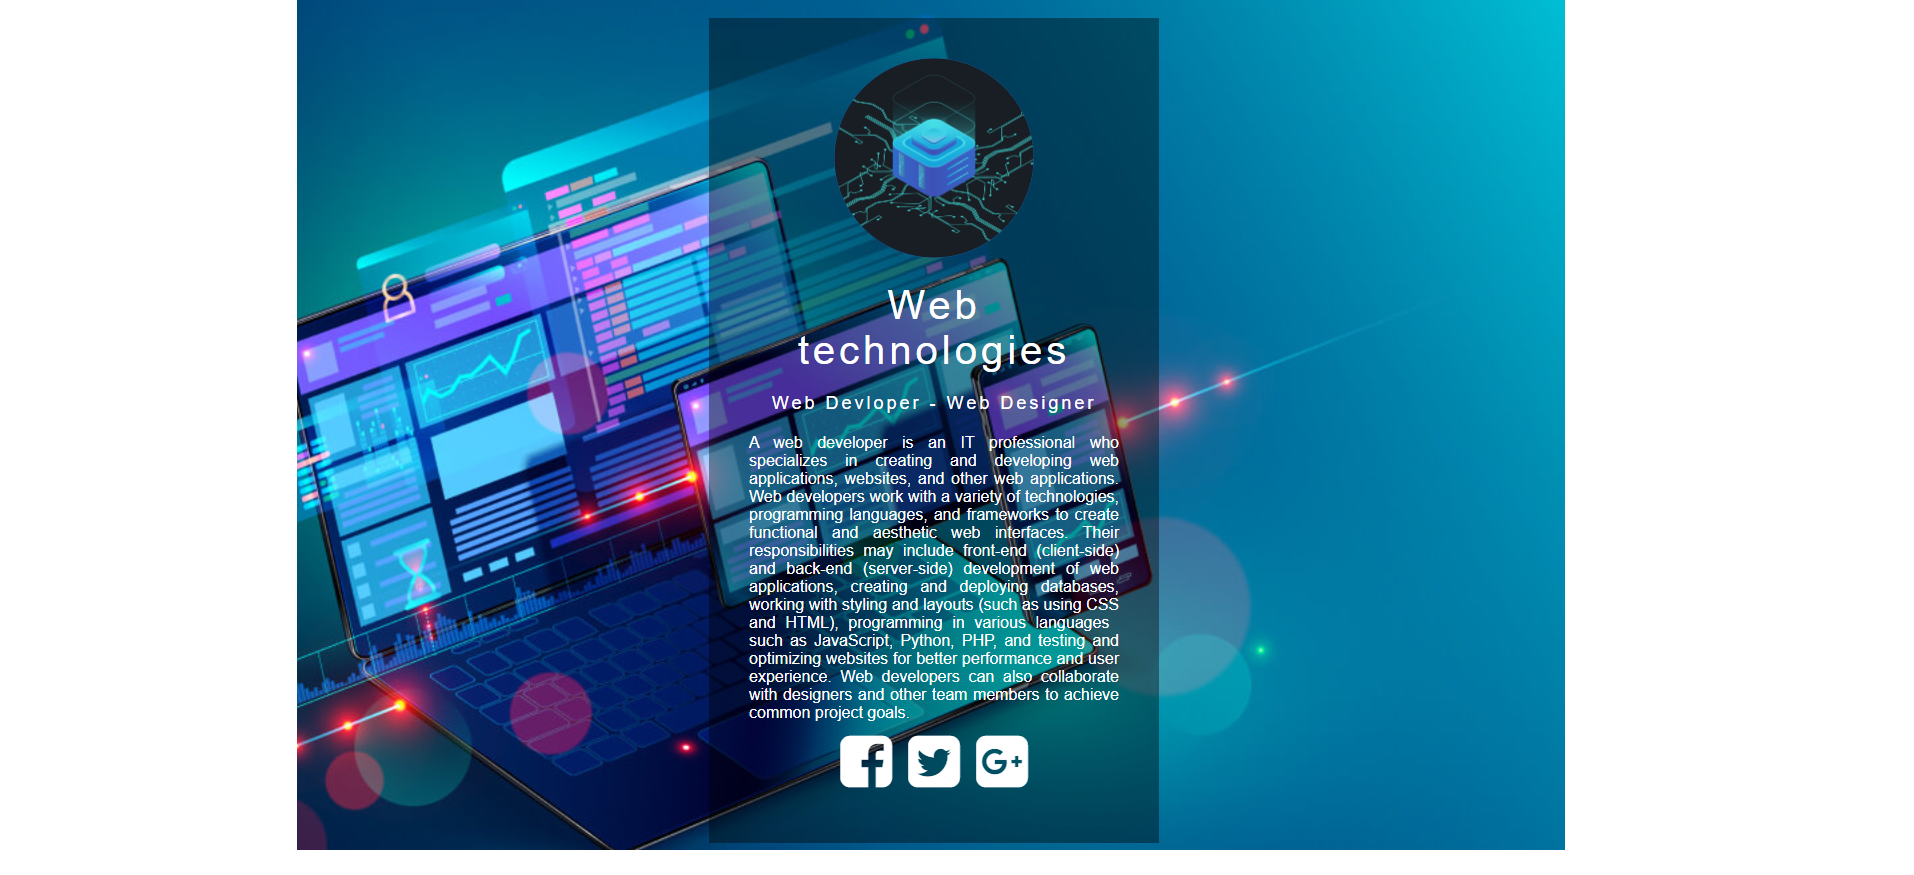 Web
technologies
Web Devloper - Web Designer
A web developer is an IT professional who
specializes in creating and developing web
applications, websites, and other web applications.
Web developers work with a variety of technologies,
programming languages, and frameworks to create
functional and aesthetic web interfaces. Their
responsibilities may include front-end (client-side)
and back-end (server-side) development of web
applications, creating and deploying databases,
working with styling and layouts (such as using CSS
and HTML), programming in various languages
such as JavaScript, Python, PHP, and testing and
optimizing websites for better performance and user
experience. Web developers can also collaborate
with designers and other team members to achieve
common project goals.